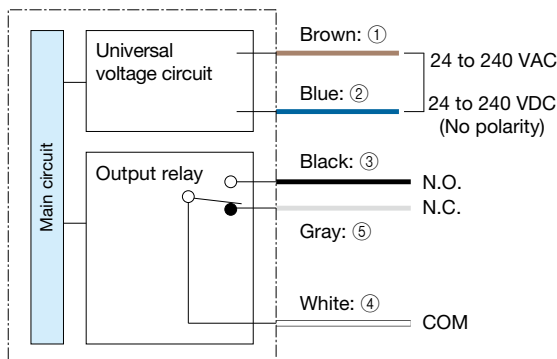 Main circuit
Universal
voltage circuit
Brown: ①
24 to 240 VAC
Blue: ②
24 to 240 VDC
(No polarity)
Output relay
Black: ③
N.O.
N.C.
Gray: ⑤
White: ④
COM